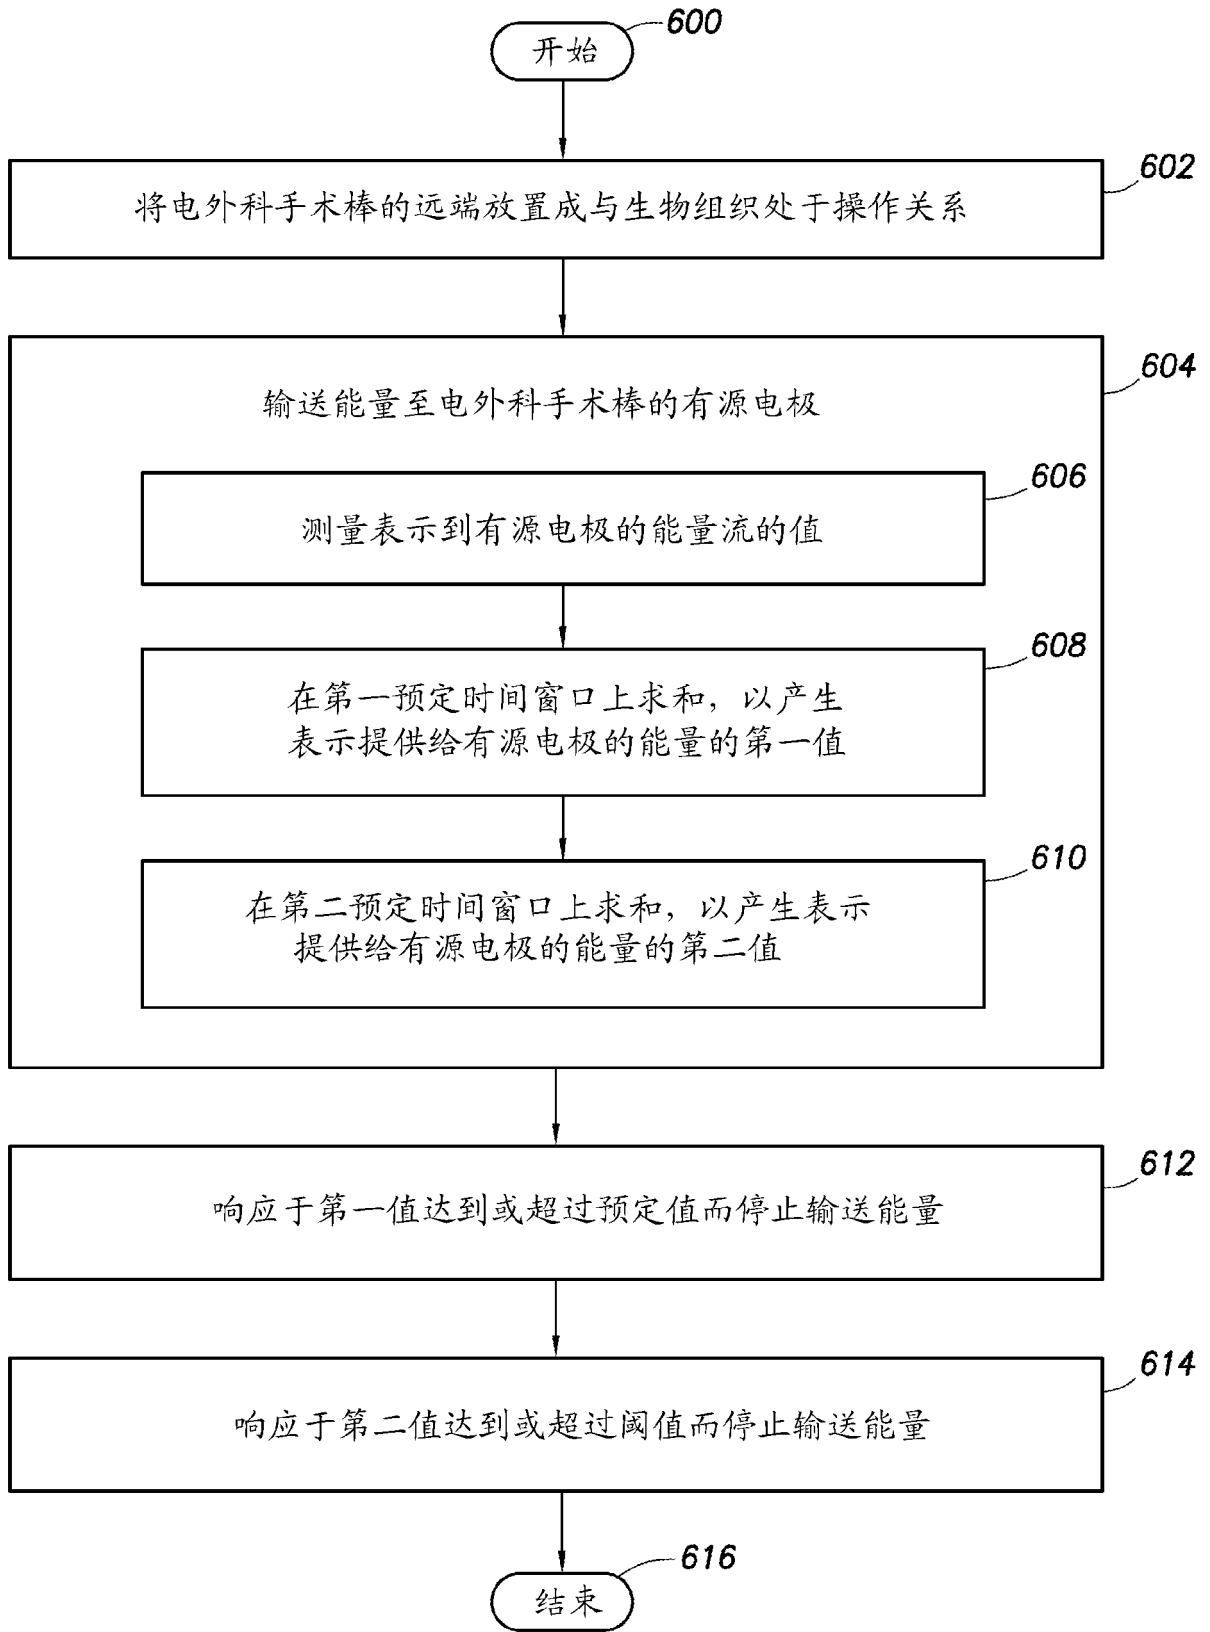 600
开始
602
将电外科手术棒的远端放置成与生物组织处于操作关系
604
输送能量至电外科手术棒的有源电极
606
测量表示到有源电极的能量流的值
608
在第一预定时间窗口上求和，以产生
表示提供给有源电极的能量的第一值
610
在第二预定时间窗口上求和，以产生表示
提供给有源电极的能量的第二值
612
响应于第一值达到或超过预定值而停止输送能量
614
响应于第二值达到或超过阈值而停止输送能量
616
结束